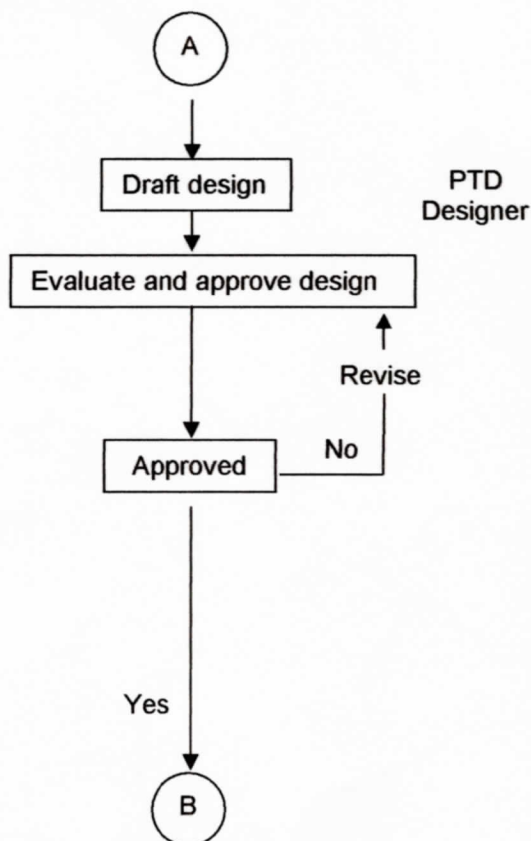 A
Draft design
PTD
Designer
Evaluate and approve design
Revise
No
Approved
Yes
B